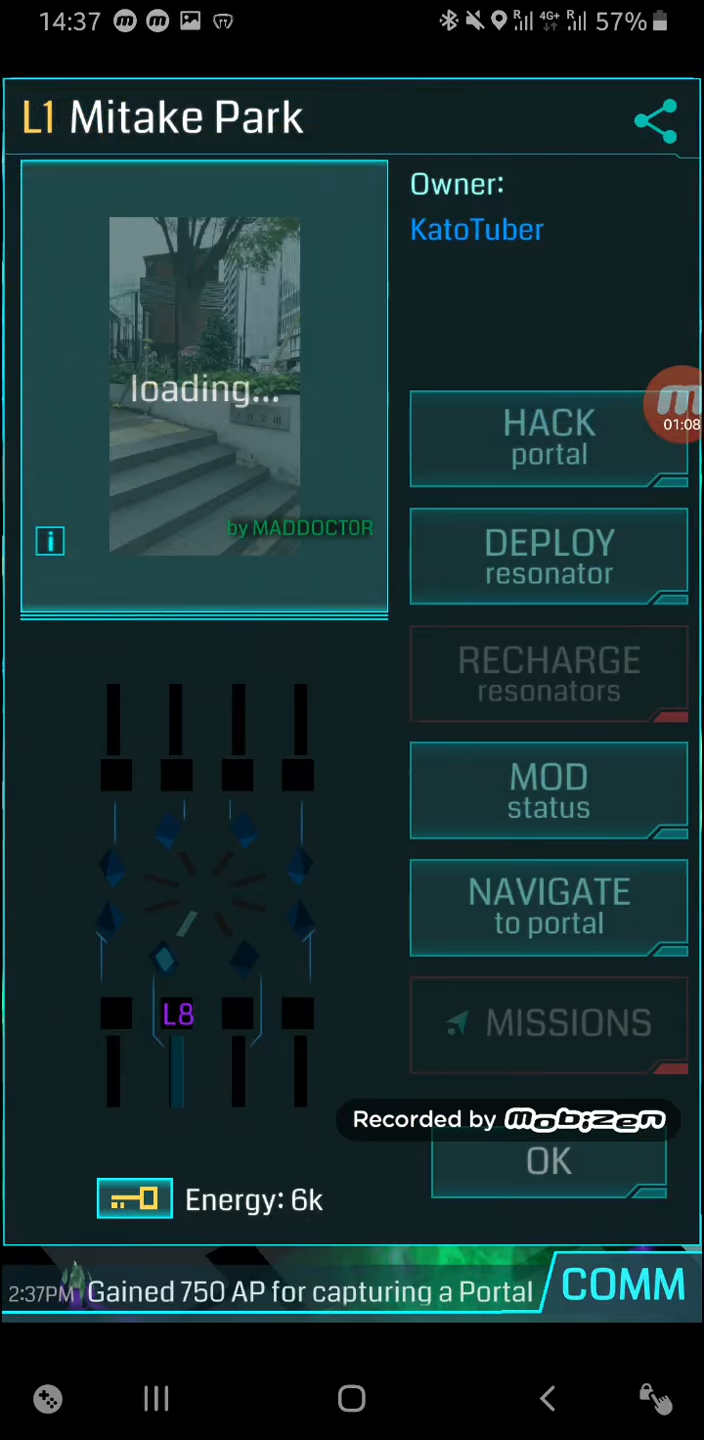 14:37
4G+
57%
L1 Mitake Park
Owner:
KatoTuber
loading...
by MADDOCTOR
i
HACK
portal
01:08
DEPLOY
resonator
RECHARGE
resonators
MOD
status
NAVIGATE
to portal
L8
MISSIONS
Recorded by mobizen
OK
Energy: 6k
2:37PM Gained 750 AP for capturing a Portal
COMM